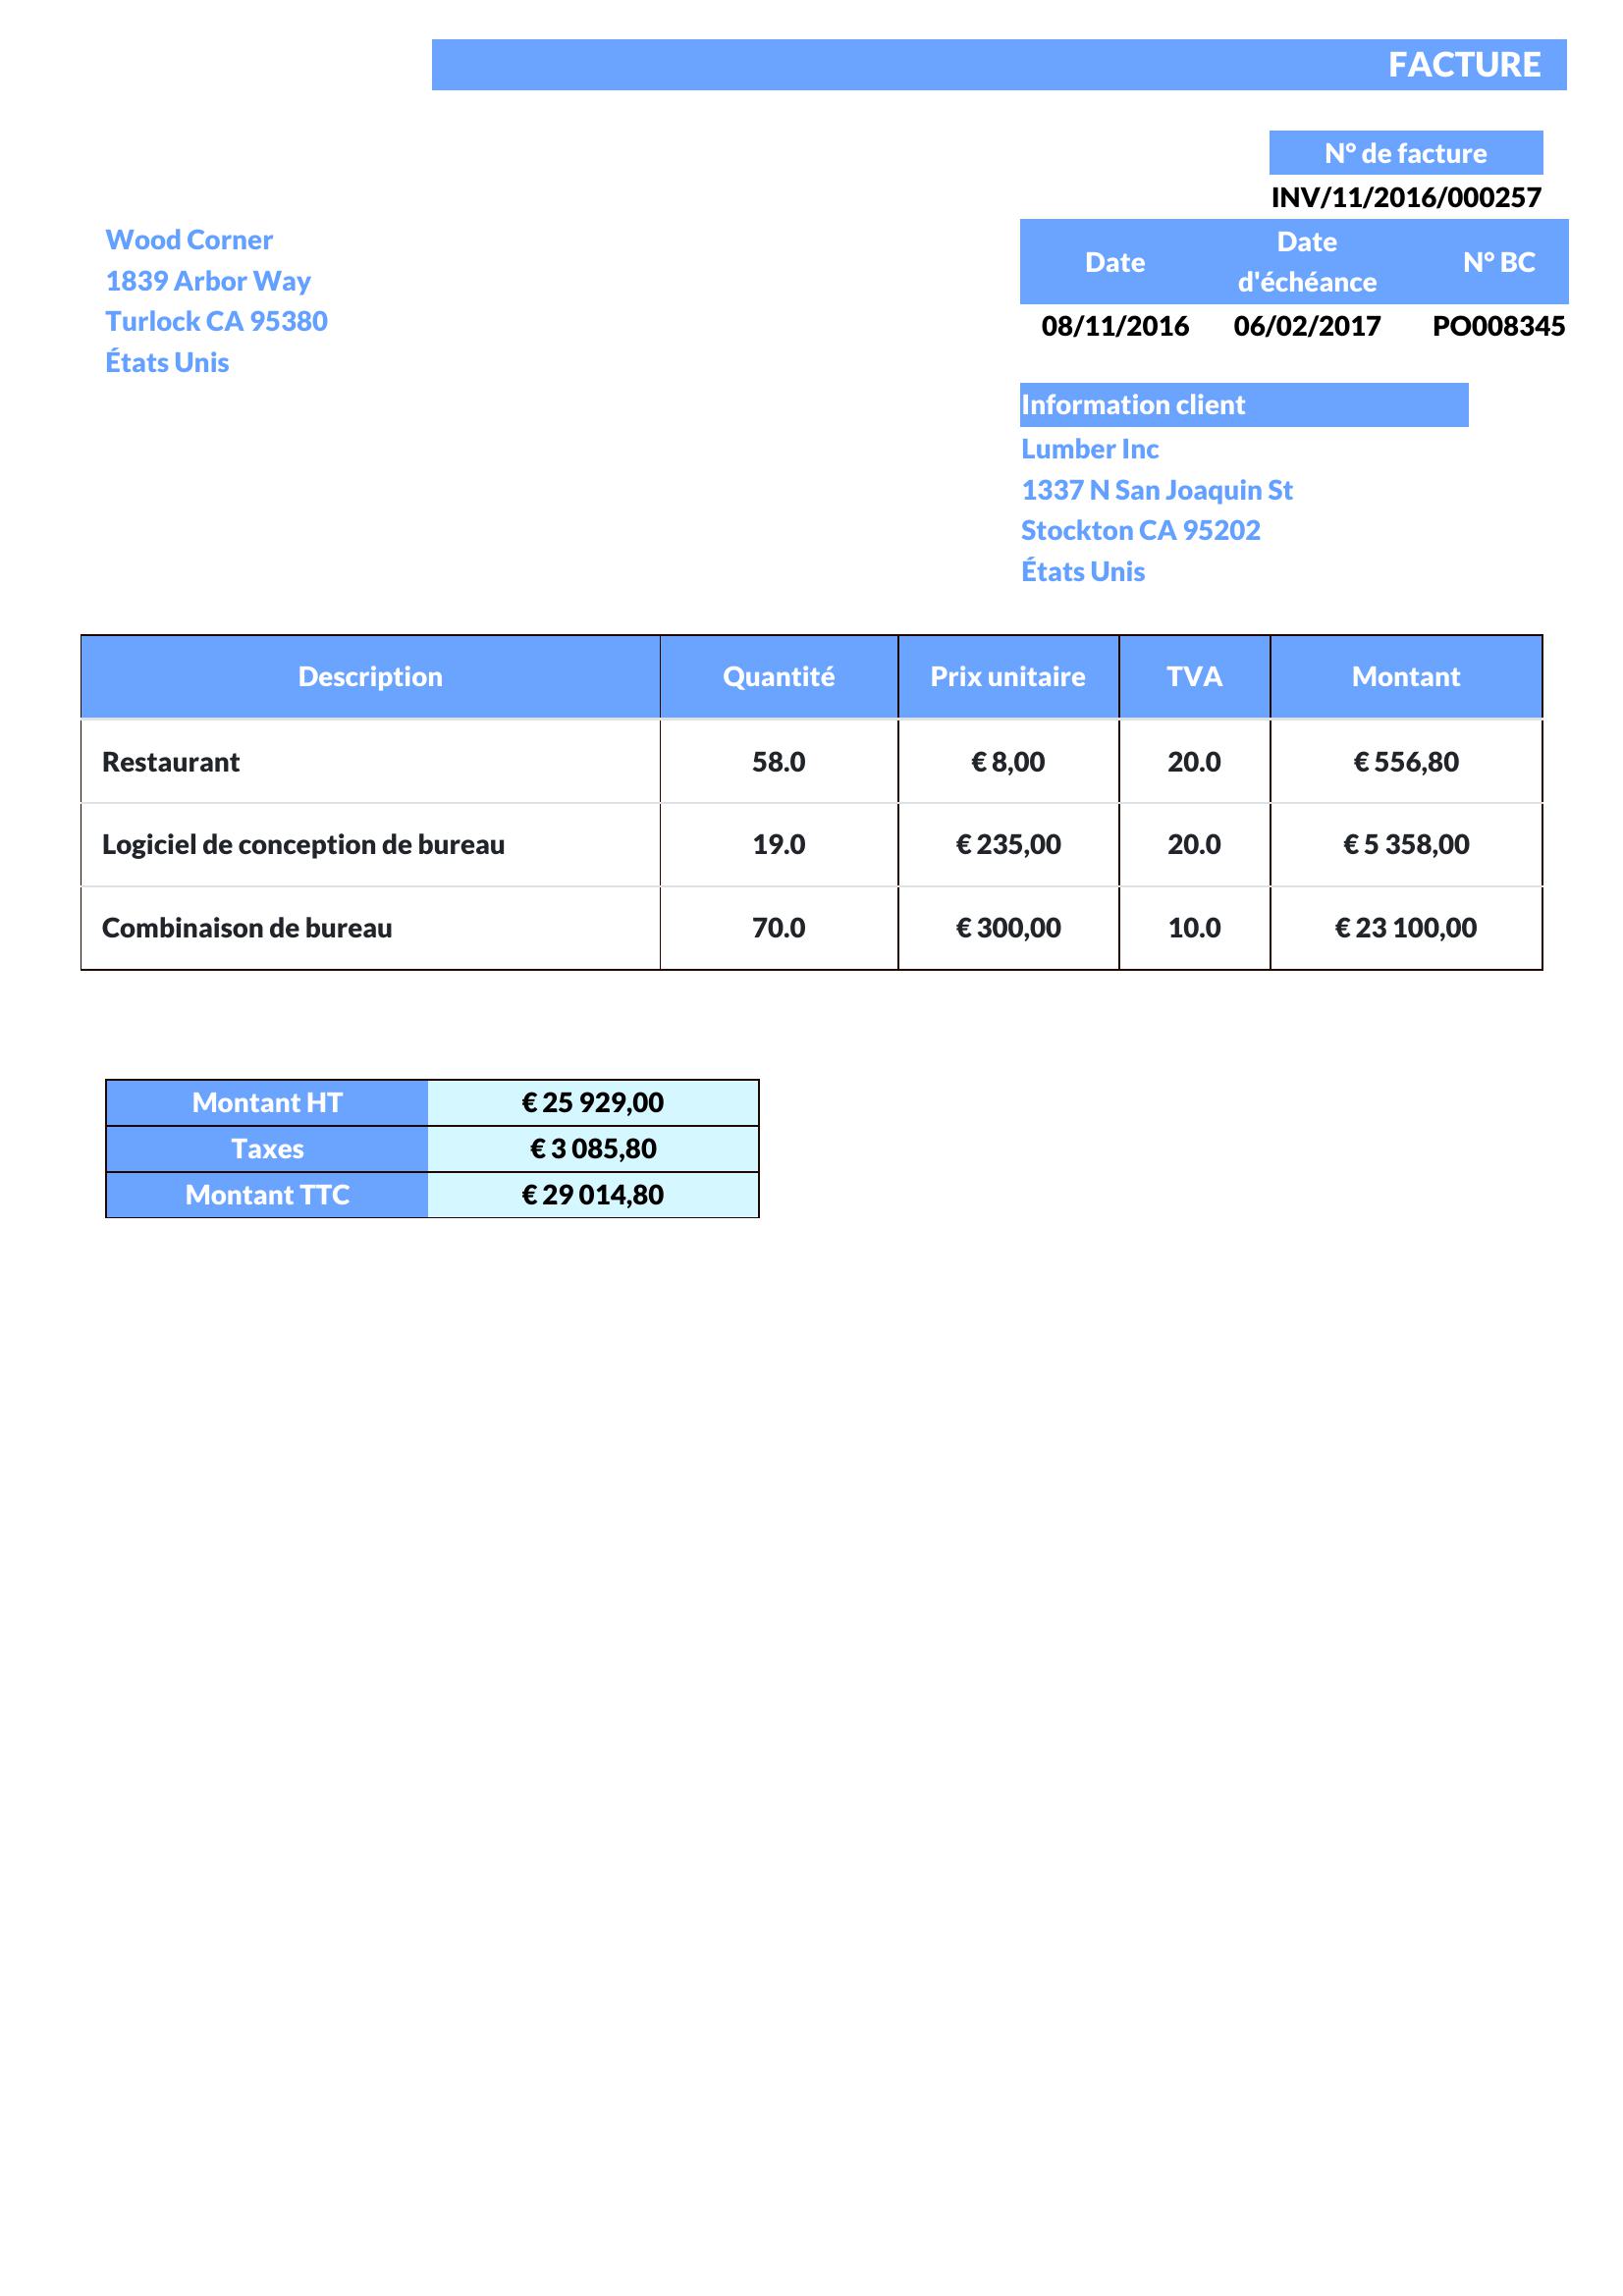 FACTURE
N° de facture
INV/11/2016/000257
Wood Corner
1839 Arbor Way
Turlock CA 95380
États Unis
Date Date d'échéance N° BC
08/11/2016 06/02/2017 PO008345
Information client
Lumber Inc
1337 N San Joaquin St
Stockton CA 95202
États Unis
Description Quantité Prix unitaire TVA Montant
Restaurant 58.0 € 8,00 20.0 € 556,80
Logiciel de conception de bureau 19.0 € 235,00 20.0 € 5 358,00
Combinaison de bureau 70.0 € 300,00 10.0 € 23 100,00
Montant HT € 25 929,00
Taxes € 3 085,80
Montant TTC € 29 014,80